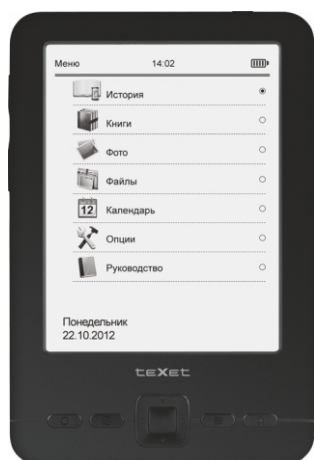 Меню 14:02
История
Книги
Фото
Файлы
12 Календарь
Опции
Руководство
Понедельник
22.10.2012
teXet